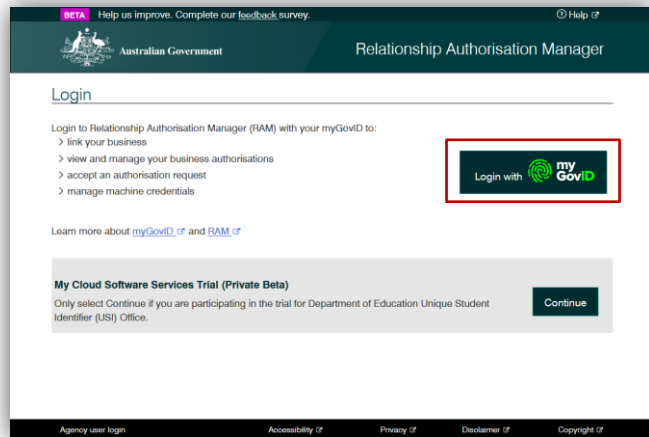 BETA Help us improve. Complete our feedback survey. Help
Australian Government Relationship Authorisation Manager
Login
Login to Relationship Authorisation Manager (RAM) with your myGovID to:
> link your business
> view and manage your business authorisations
> accept an authorisation request
> manage machine credentials
Login with my GovID
Learn more about myGovID and RAM
My Cloud Software Services Trial (Private Beta)
Only select Continue if you are participating in the trial for Department of Education Unique Student
Identifier (USI) Office.
Continue
Agency user login Accessibility Privacy Disclaimer Copyright